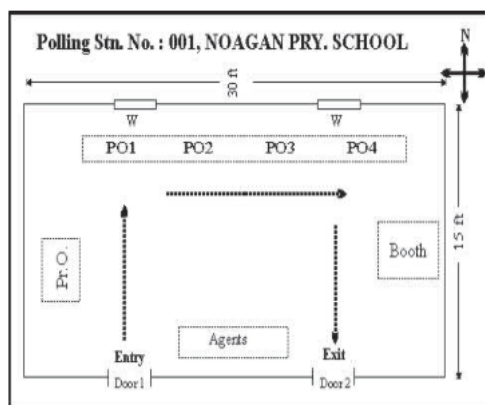 Polling Stn. No. : 001, NOAGAN PRY. SCHOOL
N
30 ft
W W
PO1 PO2 PO3 PO4
15 ft
Pr. O.
Booth
Agents
Entry Exit
Door 1 Door 2